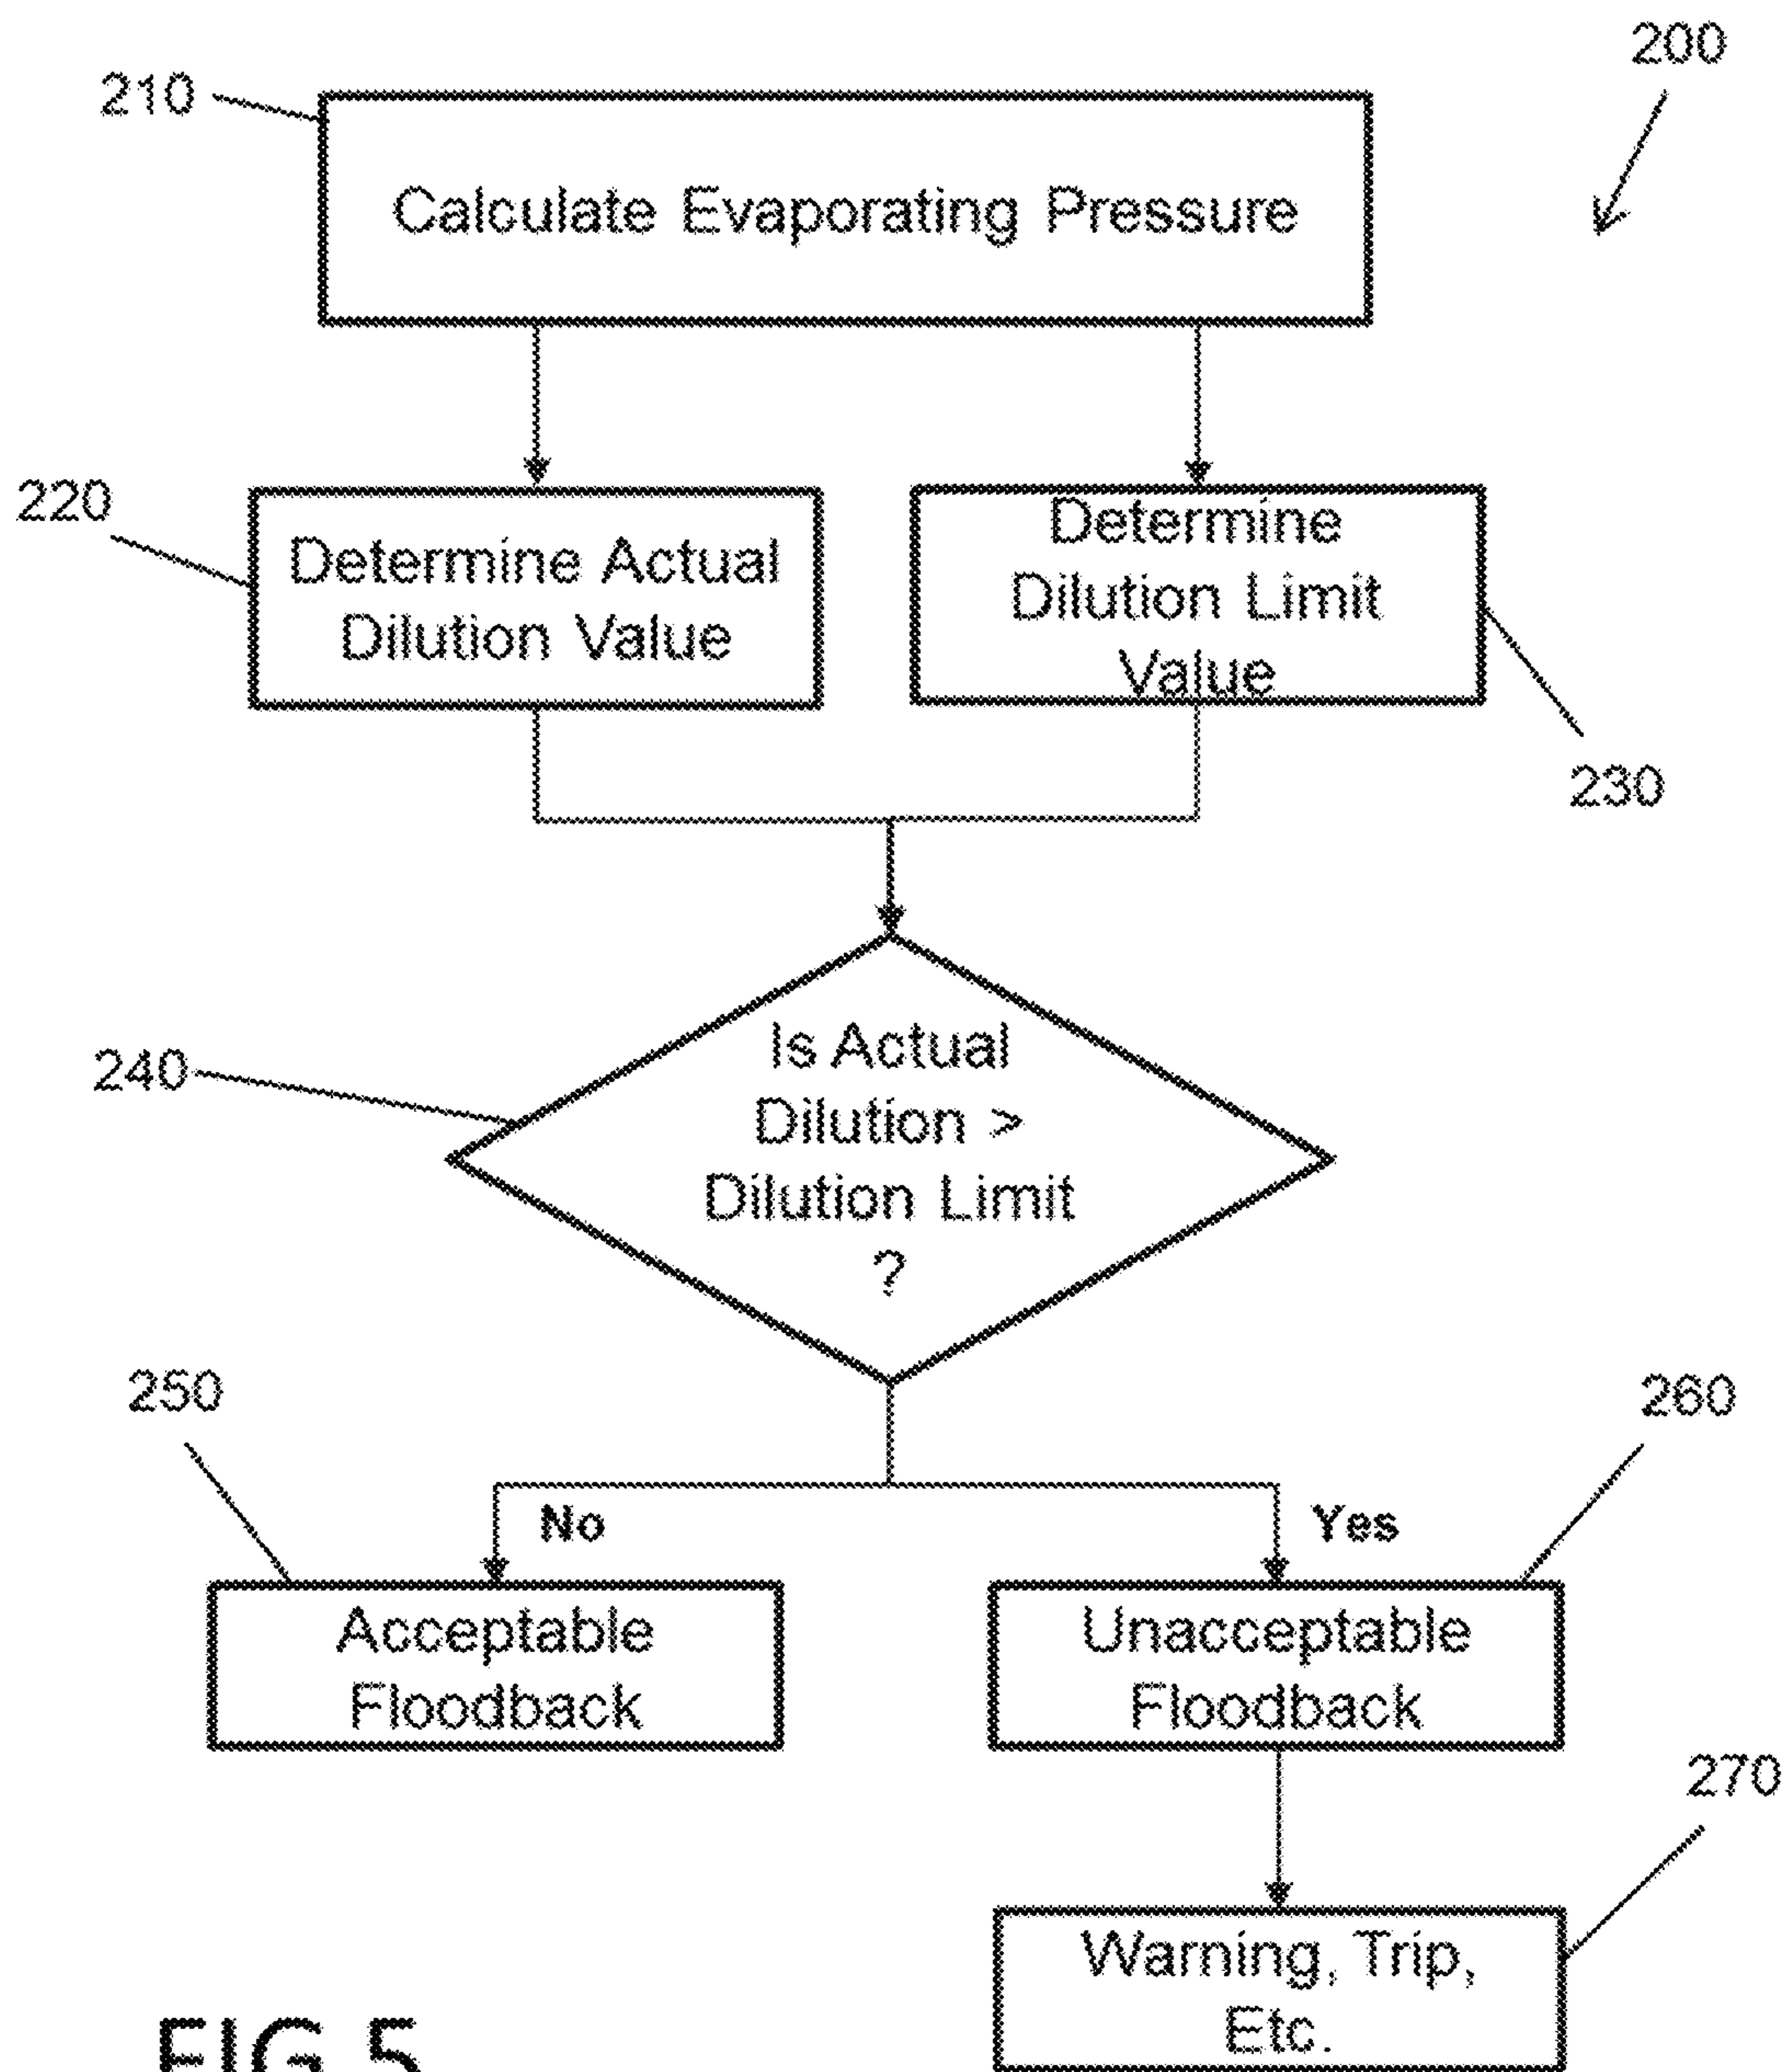 200
210
Calculate Evaporating Pressure
220
Determine Actual
Dilution Value
Determine
Dilution Limit
Value
230
240
Is Actual
Dilution >
Dilution Limit
?
250
260
No
Yes
Acceptable
Floodback
Unacceptable
Floodback
270
Warning, Trip,
Etc.
FIG 5